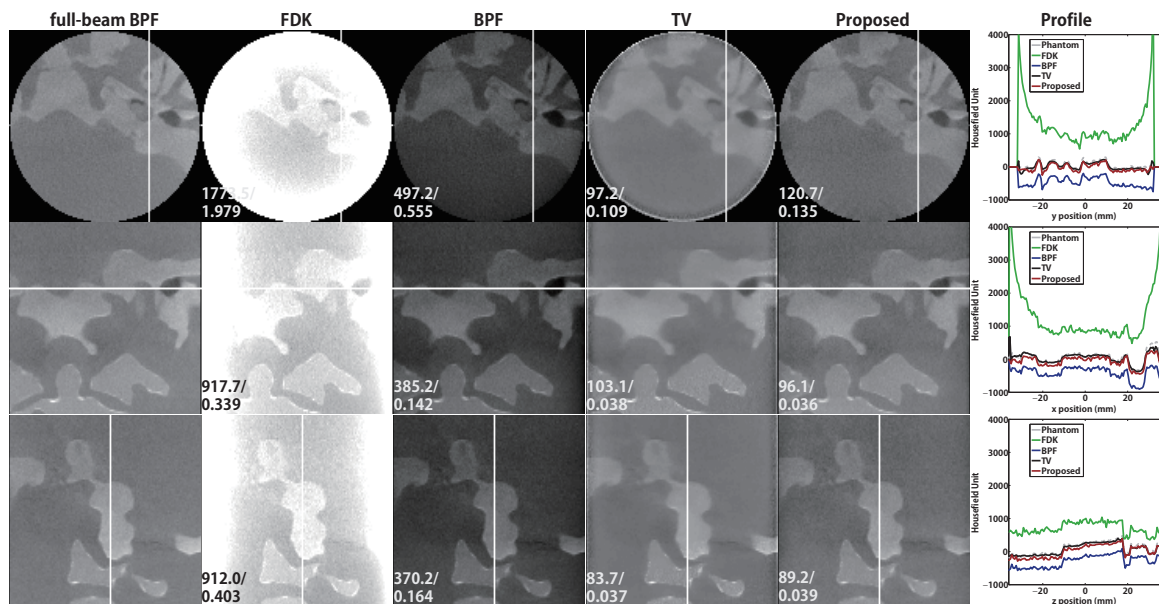 full-beam BPF FDK BPF TV Proposed Profile
1773.5/ 497.2/ 97.2/ 120.7/
1.979 0.555 0.109 0.135
4000
3000
2000
1000
0
−1000
Housefield Unit
Phantom
FDK
BPF
TV
Proposed
−20 0 20
y position (mm)
917.7/ 385.2/ 103.1/ 96.1/
0.339 0.142 0.038 0.036
4000
3000
2000
1000
0
−1000
Housefield Unit
Phantom
FDK
BPF
TV
Proposed
−20 0 20
x position (mm)
912.0/ 370.2/ 83.7/ 89.2/
0.403 0.164 0.037 0.039
4000
3000
2000
1000
0
−1000
Housefield Unit
Phantom
FDK
BPF
TV
Proposed
−20 0 20
z position (mm)